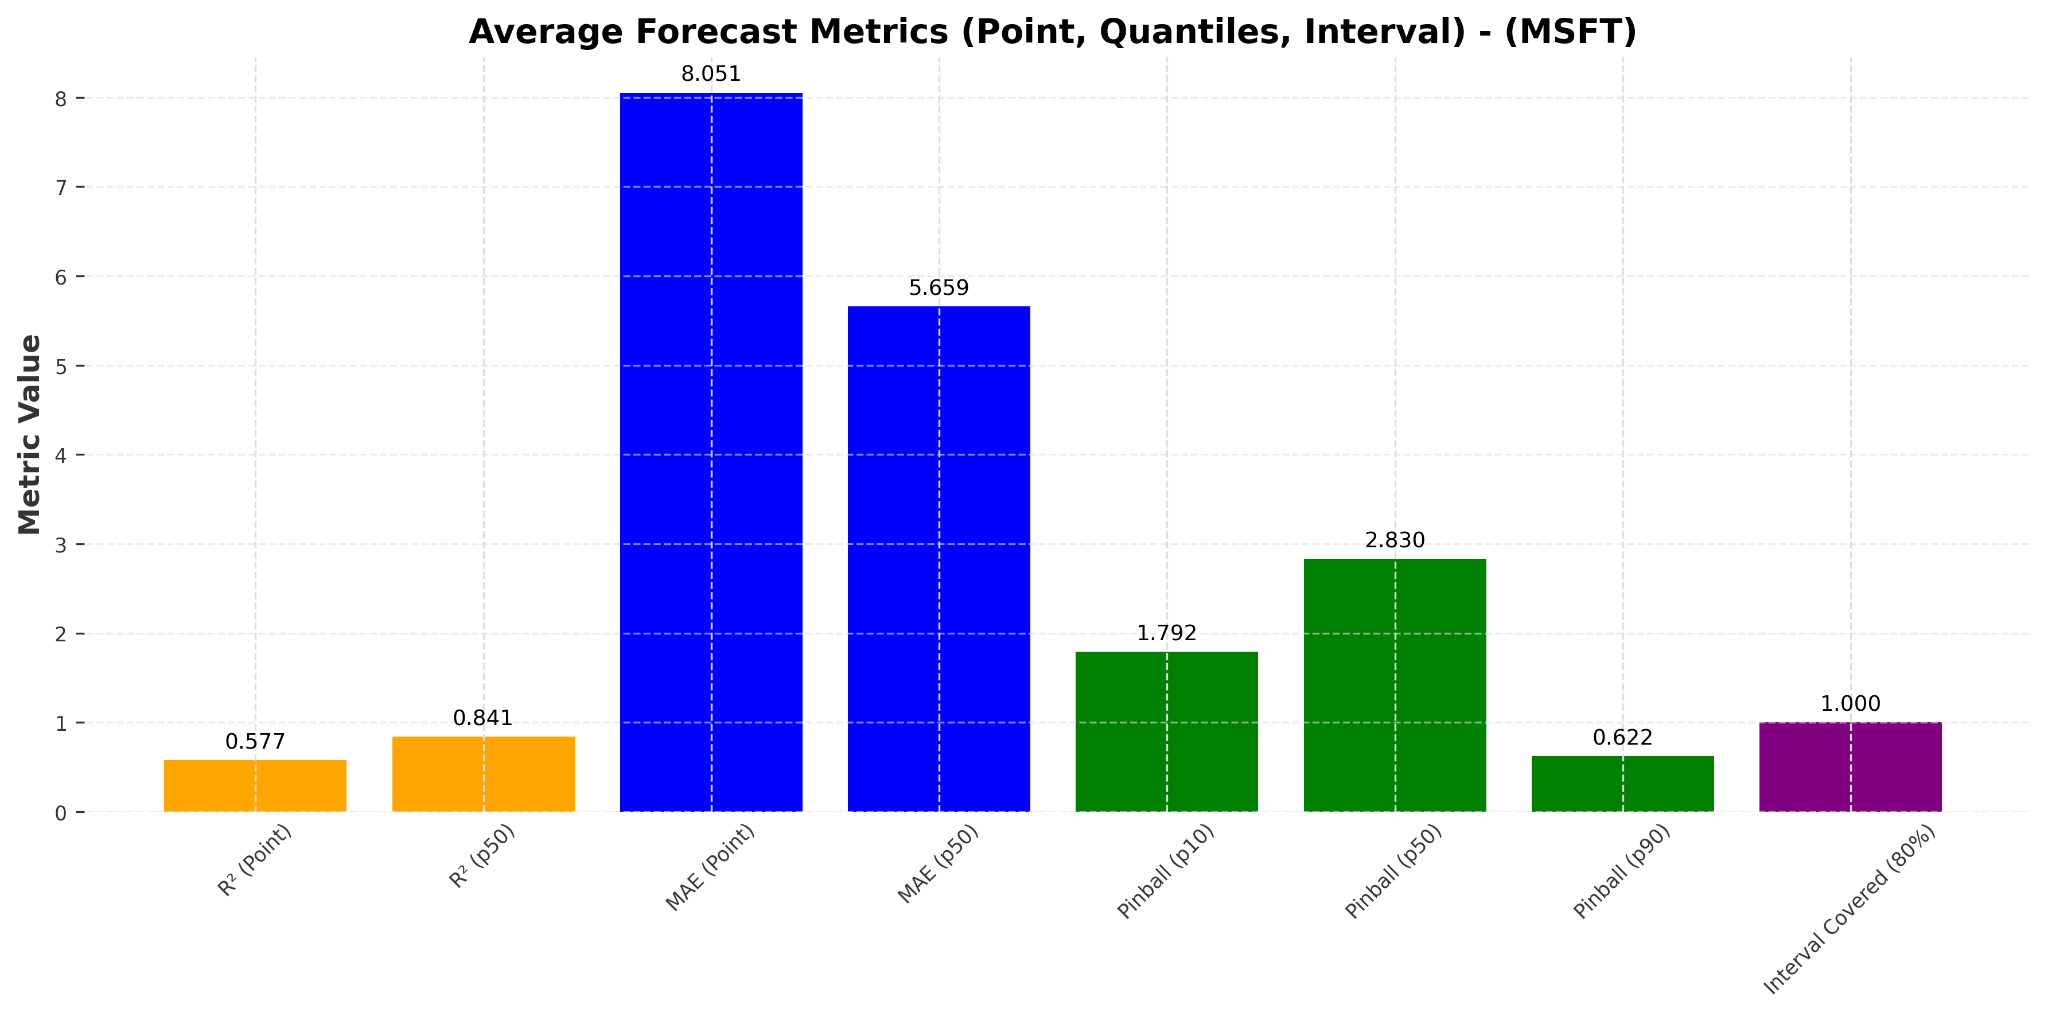 Average Forecast Metrics (Point, Quantiles, Interval) - (MSFT)
Metric Value
8
7
6
5
4
3
2
1
0
0.577
0.841
8.051
5.659
1.792
2.830
0.622
1.000
R² (Point)
R² (p50)
MAE (Point)
MAE (p50)
Pinball (p10)
Pinball (p50)
Pinball (p90)
Interval Covered (80%)